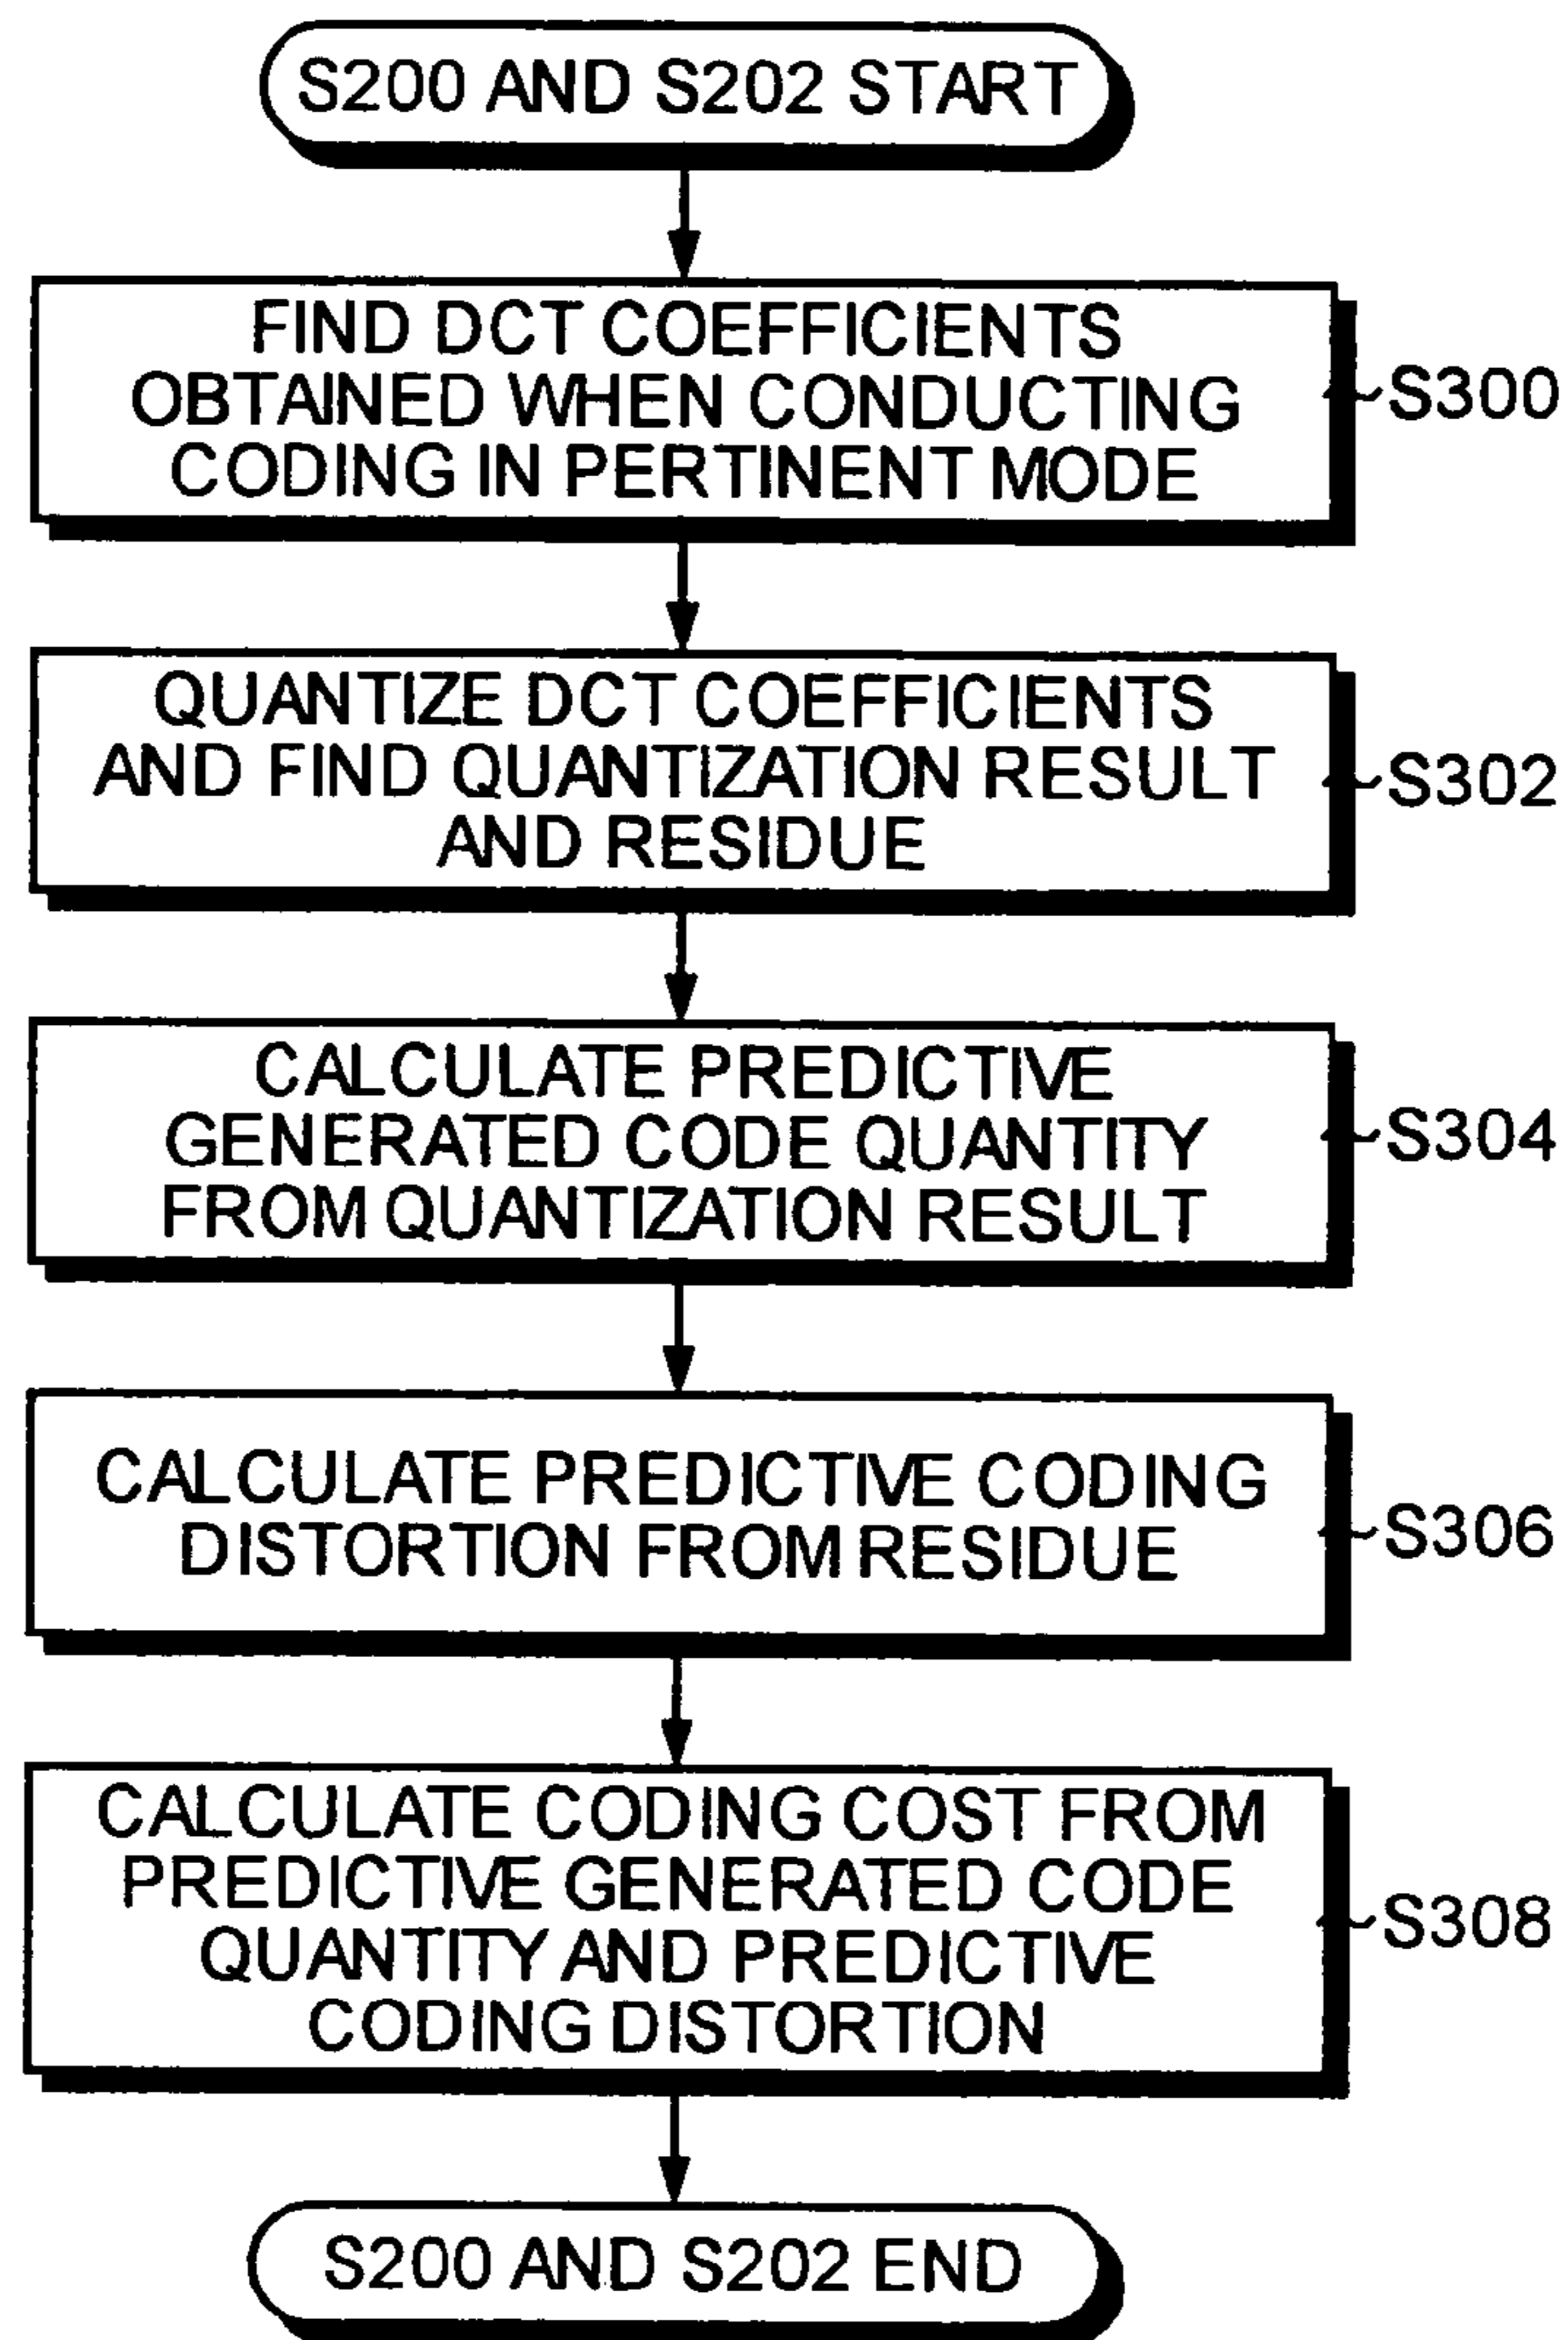 S200 AND S202 START
FIND DCT COEFFICIENTS
OBTAINED WHEN CONDUCTING
CODING IN PERTINENT MODE
S300
QUANTIZE DCT COEFFICIENTS
AND FIND QUANTIZATION RESULT
AND RESIDUE
S302
CALCULATE PREDICTIVE
GENERATED CODE QUANTITY
FROM QUANTIZATION RESULT
S304
CALCULATE PREDICTIVE CODING
DISTORTION FROM RESIDUE
S306
CALCULATE CODING COST FROM
PREDICTIVE GENERATED CODE
QUANTITY AND PREDICTIVE
CODING DISTORTION
S308
S200 AND S202 END